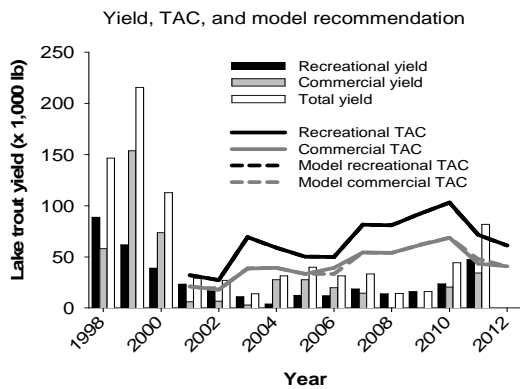 Yield, TAC, and model recommendation
Lake trout yield (x 1,000 lb)
250
200
150
100
50
0
Recreational yield
Commercial yield
Total yield
Recreational TAC
Commercial TAC
Model recreational TAC
Model commercial TAC
1998
2000
2002
2004
2006
2008
2010
2012
Year